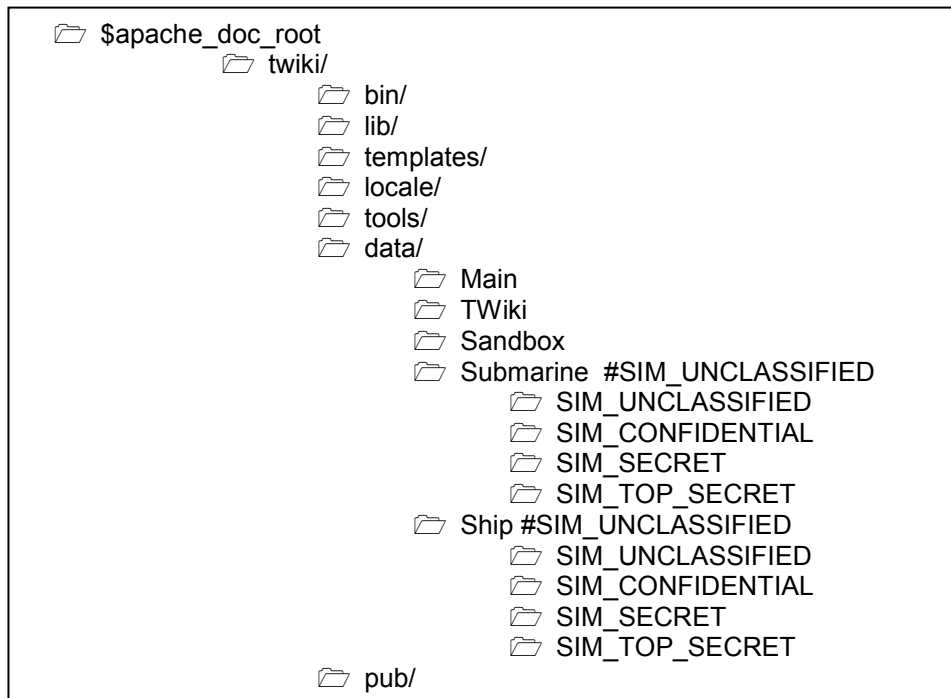 $apache_doc_root
twiki/
bin/
lib/
templates/
locale/
tools/
data/
Main
TWiki
Sandbox
Submarine #SIM_UNCLASSIFIED
SIM_UNCLASSIFIED
SIM_CONFIDENTIAL
SIM_SECRET
SIM_TOP_SECRET
Ship #SIM_UNCLASSIFIED
SIM_UNCLASSIFIED
SIM_CONFIDENTIAL
SIM_SECRET
SIM_TOP_SECRET
pub/